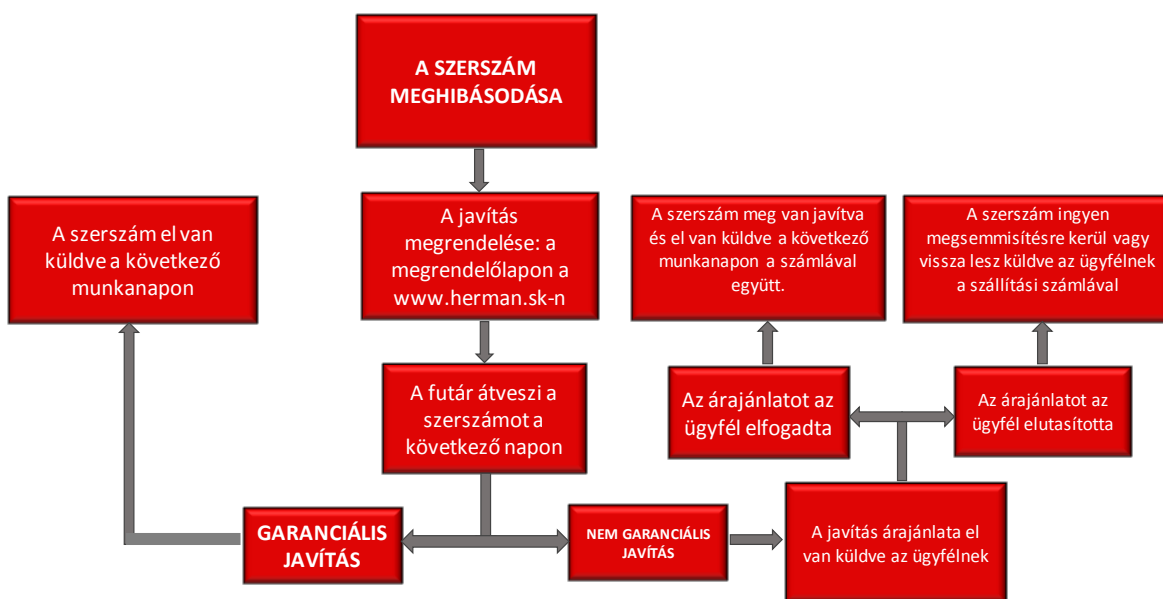 A SZERSZÁM
MEGHIBÁSODÁSA
A javítás
megrendelése: a
megrendelőlapon a
www.herman.sk-n
A futár átveszi a
szerszámot a
következő napon
GARANCIÁLIS
JAVÍTÁS
A szerszám el van
küldve a következő
munkanapon
NEM GARANCIÁLIS
JAVÍTÁS
A javítás árajánlata el
van küldve az ügyfélnek
Az árajánlatot az
ügyfél elfogadta
A szerszám meg van javítva
és el van küldve a következő
munkanapon a számlával
együtt.
Az árajánlatot az
ügyfél elutasította
A szerszám ingyen
megsemmisítésre kerül vagy
vissza lesz küldve az ügyfélnek
a szállítási számlával